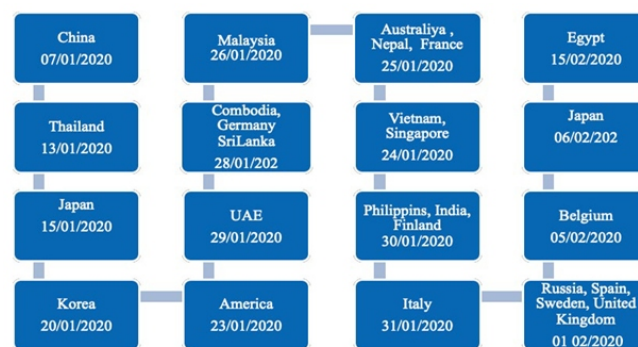 China
07/01/2020
Thailand
13/01/2020
Japan
15/01/2020
Korea
20/01/2020
America
23/01/2020
UAE
29/01/2020
Combodia,
Germany
SriLanka
28/01/202
Malaysia
26/01/2020
Australiya ,
Nepal, France
25/01/2020
Vietnam,
Singapore
24/01/2020
Philippins, India,
Finland
30/01/2020
Italy
31/01/2020
Russia, Spain,
Sweden, United
Kingdom
01 02/2020
Belgium
05/02/2020
Japan
06/02/202
Egypt
15/02/2020